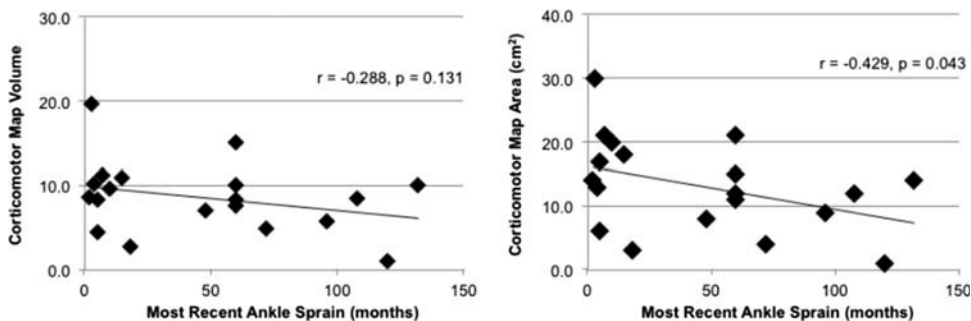 30.0
20.0
10.0
0.0
Corticomotor Map Volume
r = -0.288, p = 0.131
0
50
100
150
Most Recent Ankle Sprain (months)
40.0
30.0
20.0
10.0
0.0
Corticomotor Map Area (cm²)
r = -0.429, p = 0.043
0
50
100
150
Most Recent Ankle Sprain (months)